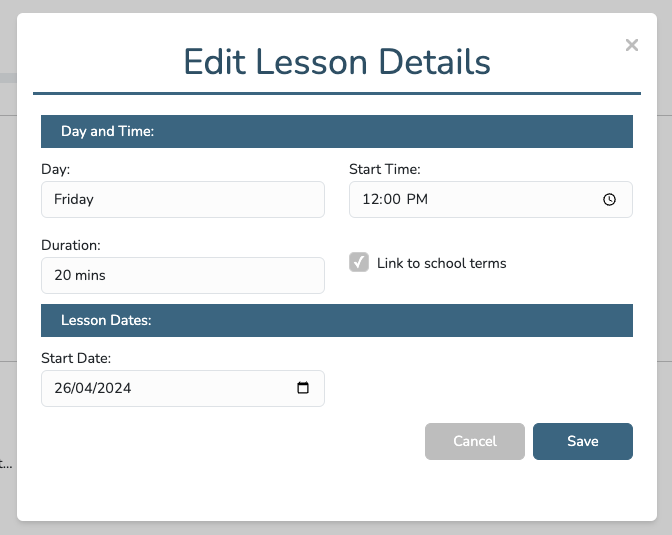 Edit Lesson Details
Day and Time:
Day:
Friday
Start Time:
12:00 PM
Duration:
20 mins
Link to school terms
Lesson Dates:
Start Date:
26/04/2024
Cancel
Save
t...